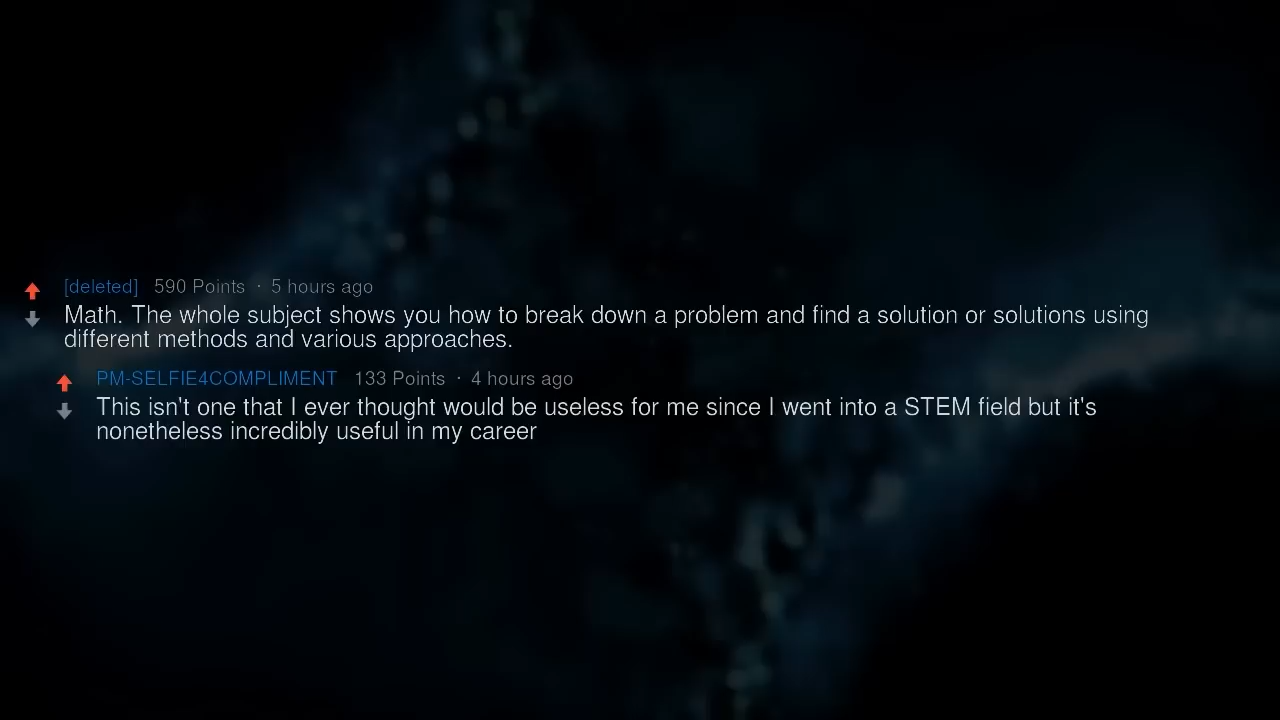 [deleted] 590 Points · 5 hours ago
Math. The whole subject shows you how to break down a problem and find a solution or solutions using
different methods and various approaches.
PM-SELFIE4COMPLIMENT 133 Points · 4 hours ago
This isn't one that I ever thought would be useless for me since I went into a STEM field but it's
nonetheless incredibly useful in my career